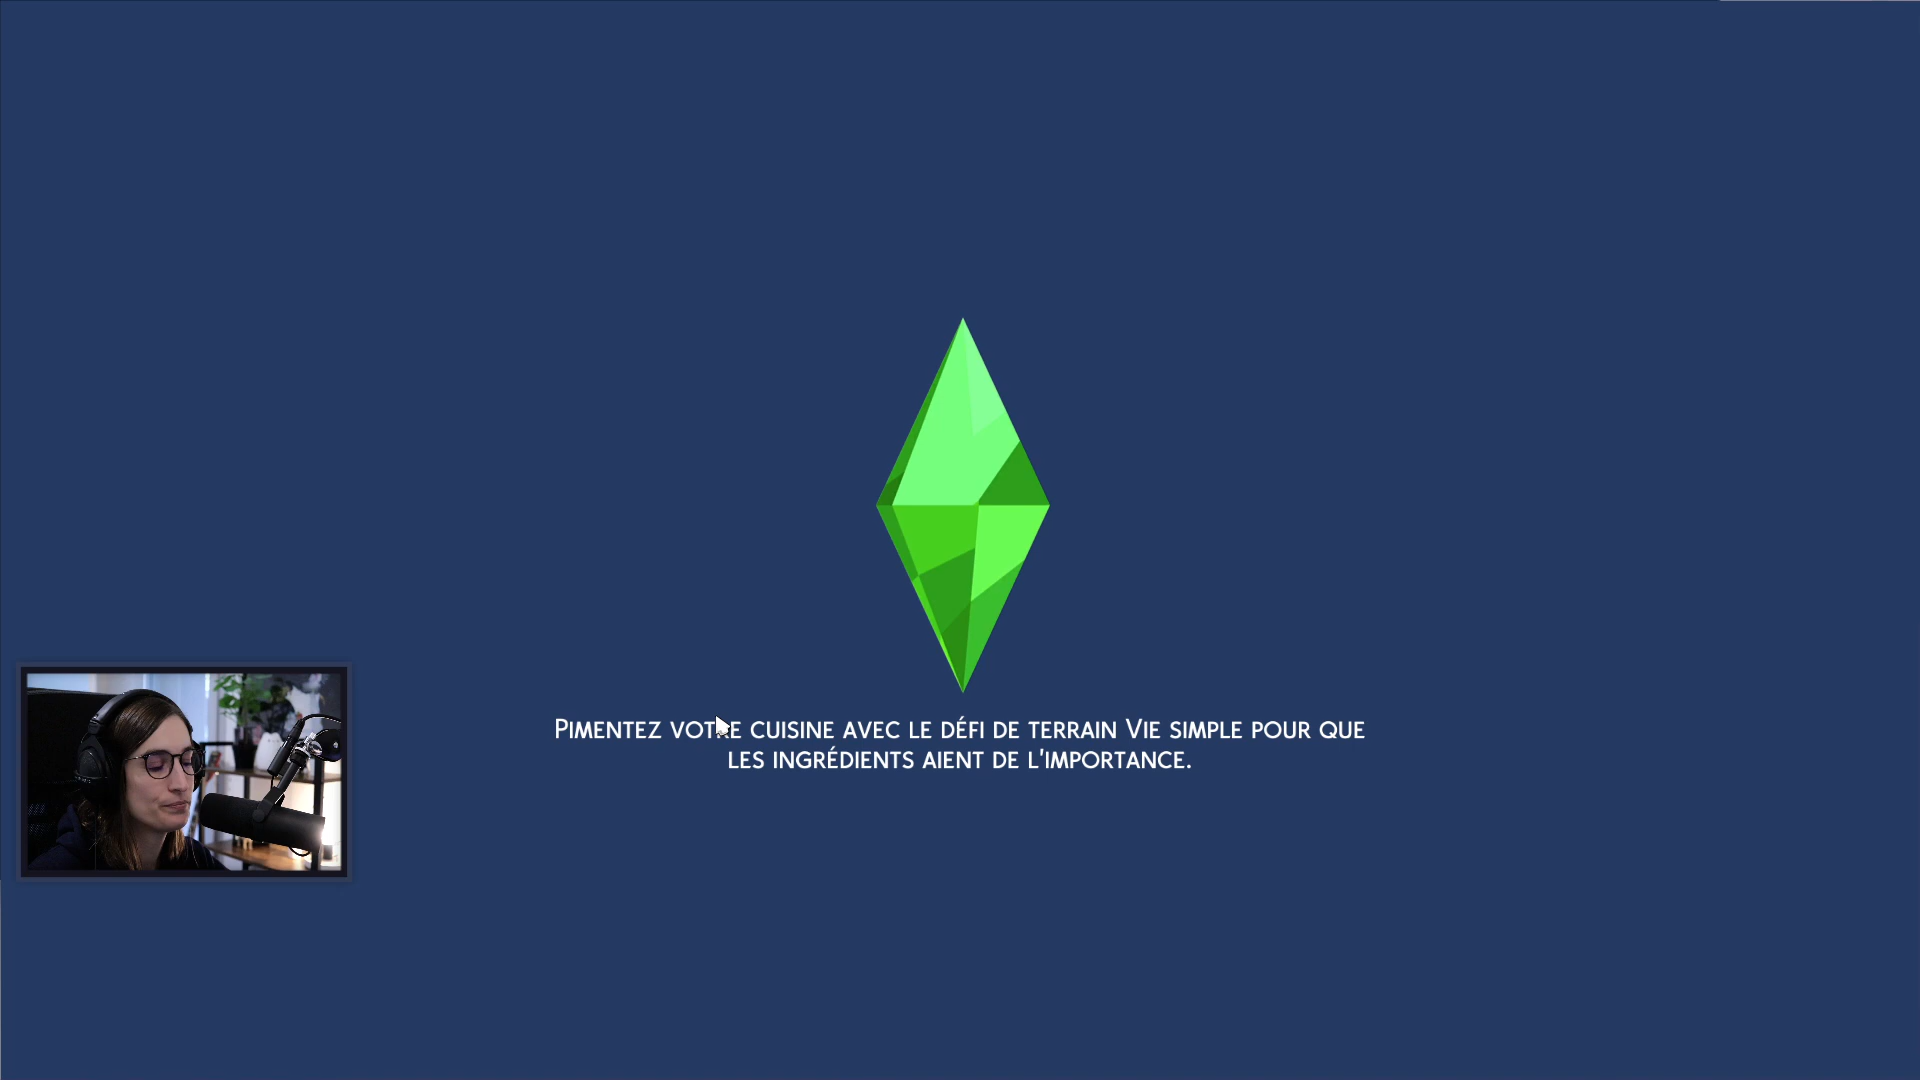 Pimentez votre cuisine avec le défi de terrain Vie simple pour que
les ingrédients aient de l'importance.